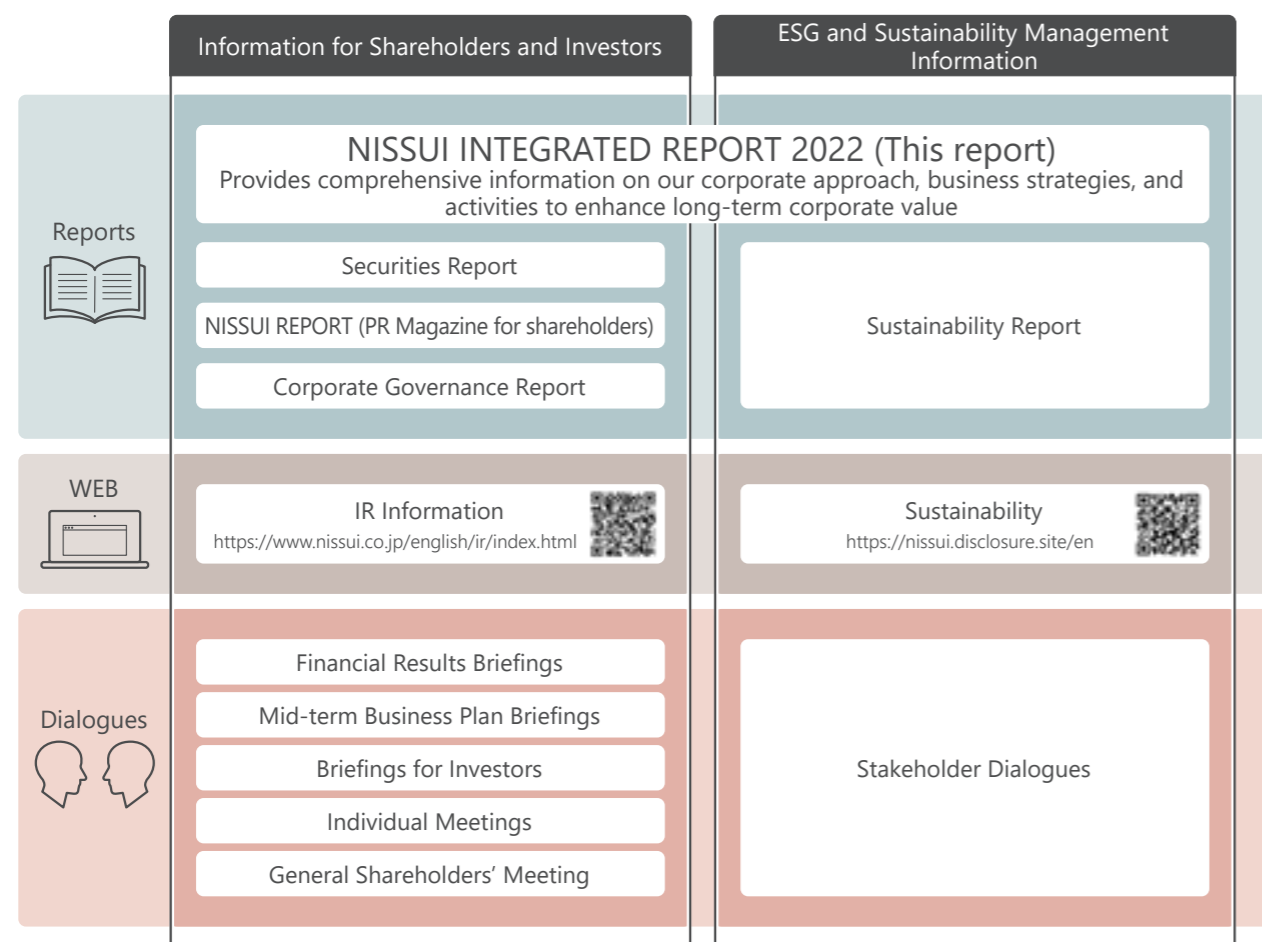 Information for Shareholders and Investors
ESG and Sustainability Management
Information
Reports
NISSUI INTEGRATED REPORT 2022 (This report)
Provides comprehensive information on our corporate approach, business strategies, and
activities to enhance long-term corporate value
Securities Report
NISSUI REPORT (PR Magazine for shareholders)
Corporate Governance Report
Sustainability Report
WEB
IR Information
https://www.nissui.co.jp/english/ir/index.html
Sustainability
https://nissui.disclosure.site/en
Dialogues
Financial Results Briefings
Mid-term Business Plan Briefings
Briefings for Investors
Individual Meetings
General Shareholders’ Meeting
Stakeholder Dialogues